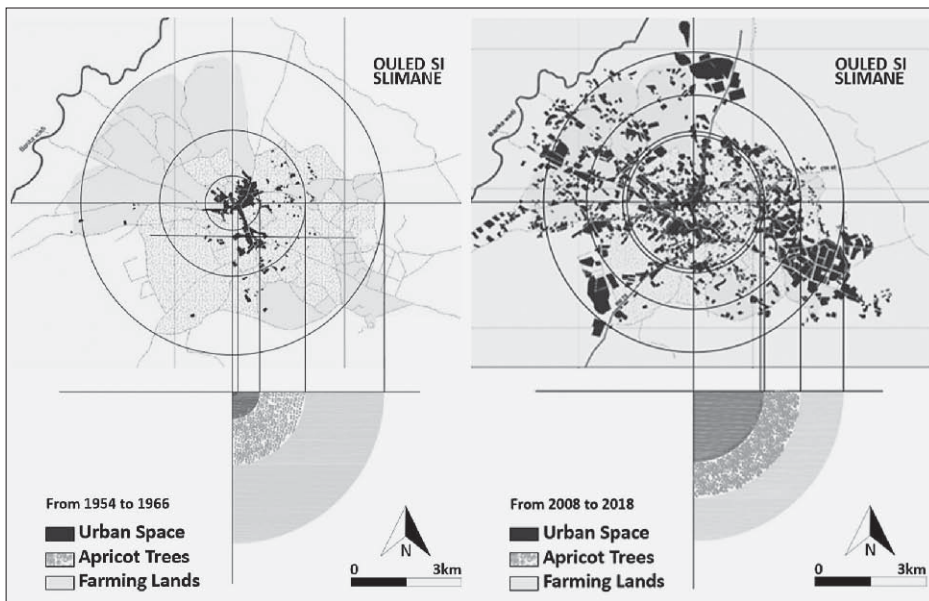 OULED SI
SLIMANE
From 1954 to 1966
Urban Space
Apricot Trees
Farming Lands
N
0 3km
OULED SI
SLIMANE
From 2008 to 2018
Urban Space
Apricot Trees
Farming Lands
N
0 3km